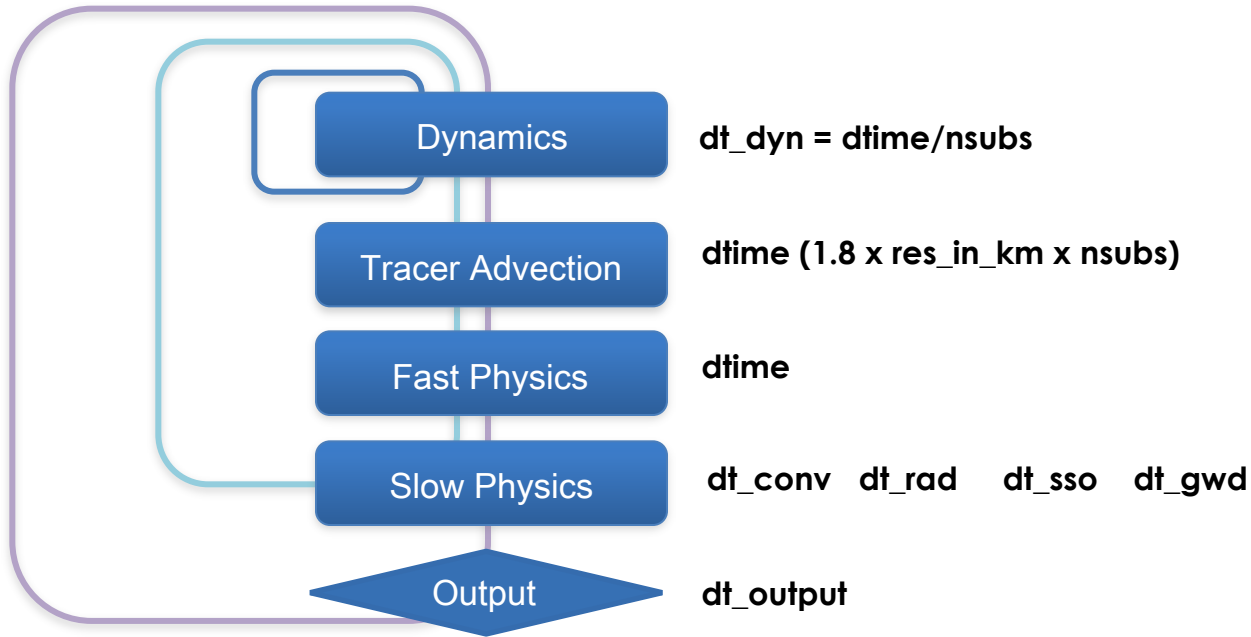 Dynamics
dt_dyn = dtime/nsubs
Tracer Advection
dtime (1.8 x res_in_km x nsubs)
Fast Physics
dtime
Slow Physics
dt_conv dt_rad dt_sso dt_gwd
Output
dt_output